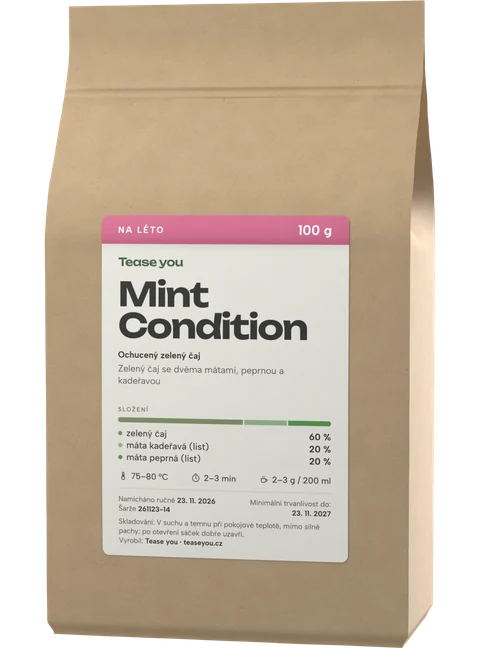 NA LÉTO 100 g
Tease you
Mint
Condition
Ochucený zelený čaj
Zelený čaj se dvěma mátami, peprnou a
kadeřavou
SLOŽENÍ
zelený čaj 60 %
máta kadeřavá (list) 20 %
máta peprná (list) 20 %
75–80 °C 2–3 min 2–3 g / 200 ml
Namícháno ručně 23. 11. 2026
Šarže 261123-14
Minimální trvanlivost do:
23. 11. 2027
Skladování: V suchu a temnu při pokojové teplotě, mimo silné
pachy; po otevření sáček dobře uzavři.
Vyrobil: Tease you · teaseyou.cz